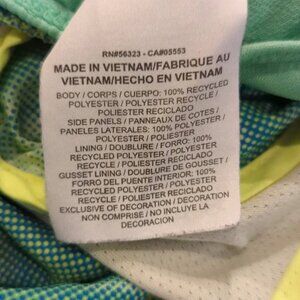 RN#56323 - CA#05553
MADE IN VIETNAM/FABRIQUE AU
VIETNAM/HECHO EN VIETNAM
BODY / CORPS / CUERPO: 100% RECYCLED
POLYESTER / POLYESTER RECYCLE /
POLIESTER RECICLADO
SIDE PANELS / PANNEAUX DE COTES /
PANELES LATERALES: 100% POLYESTER
LINING / DOUBLURE / FORRO: 100%
RECYCLED POLYESTER / POLYESTER
RECYCLE / POLIESTER RECICLADO
GUSSET LINING / DOUBLURE DE GOUSSET /
FORRO DEL PUENTE INTERIOR: 100%
RECYCLED POLYESTER / POLYESTER
RECYCLE / POLIESTER RECICLADO
EXCLUSIVE OF DECORATION / DECORATION
NON COMPRISE / NO INCLUYE LA
DECORACION